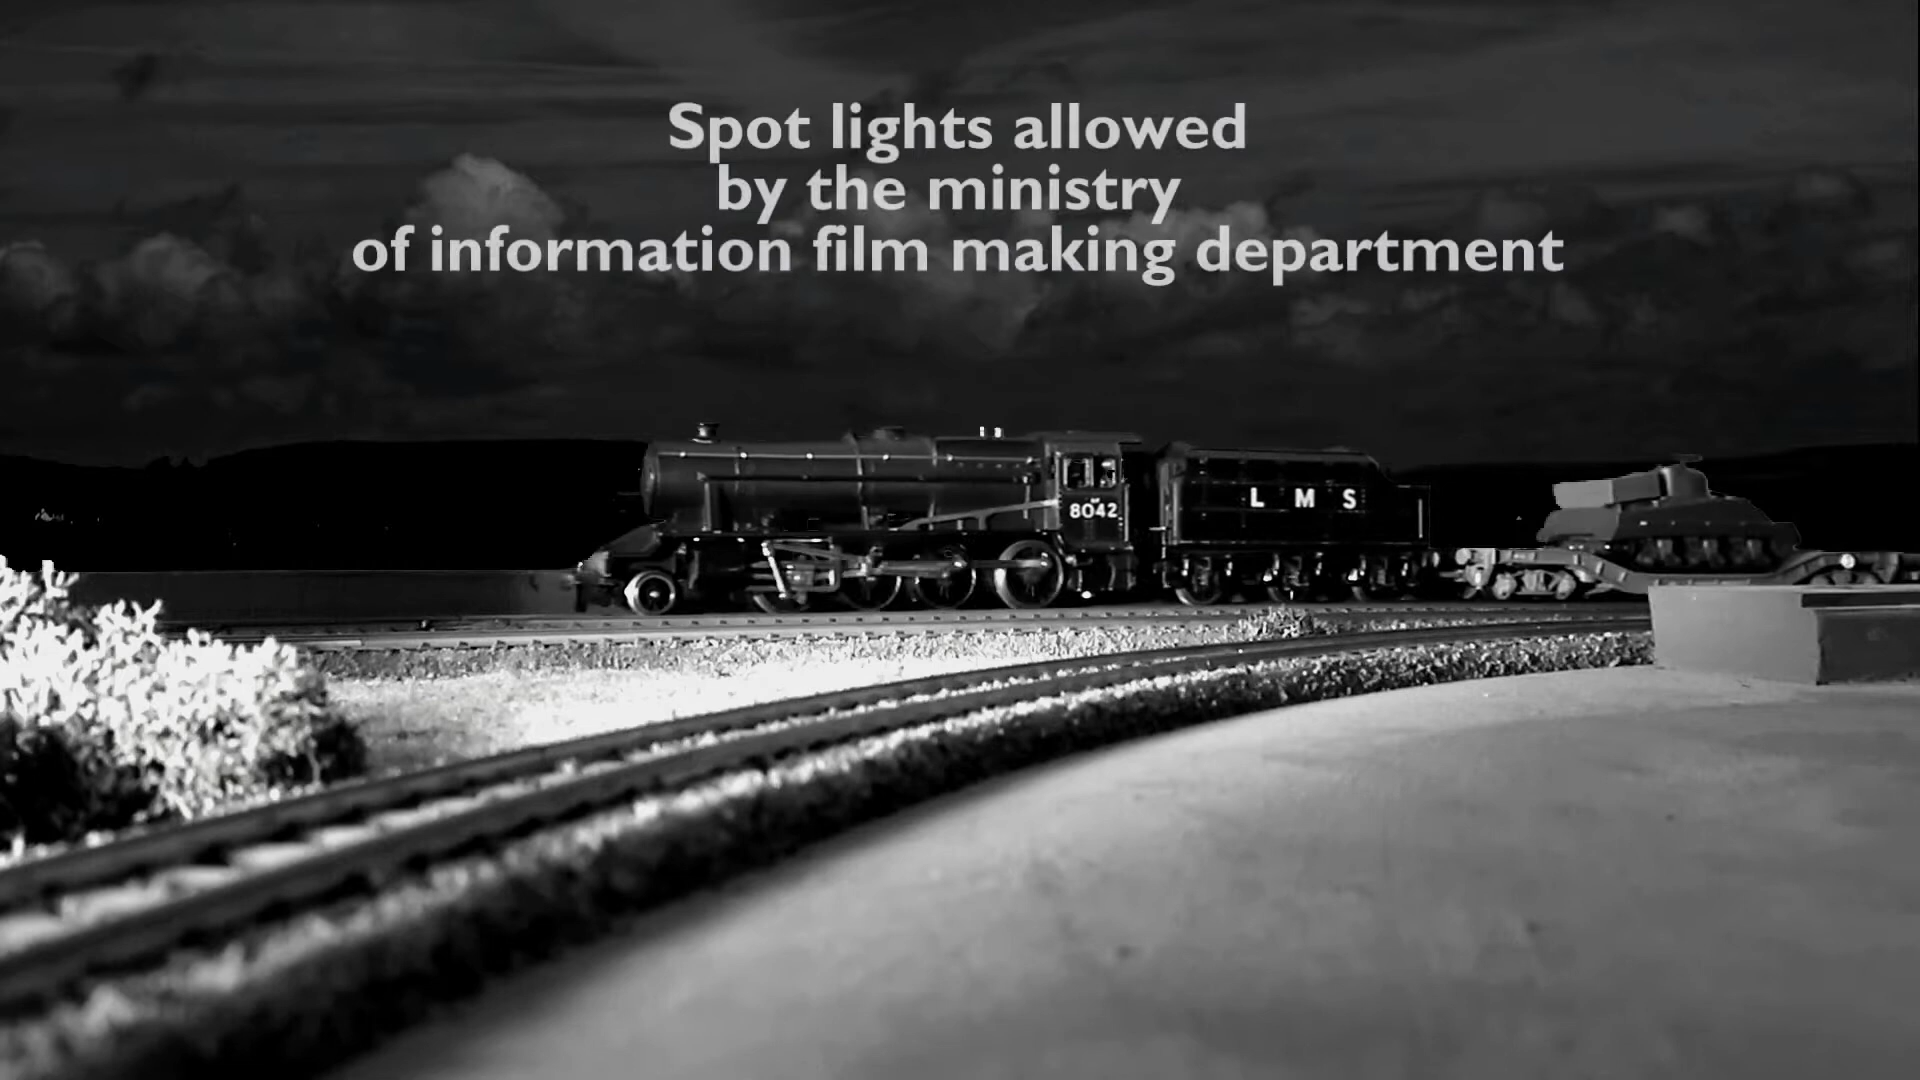 Spot lights allowed
by the ministry
of information film making department
8042
L M S